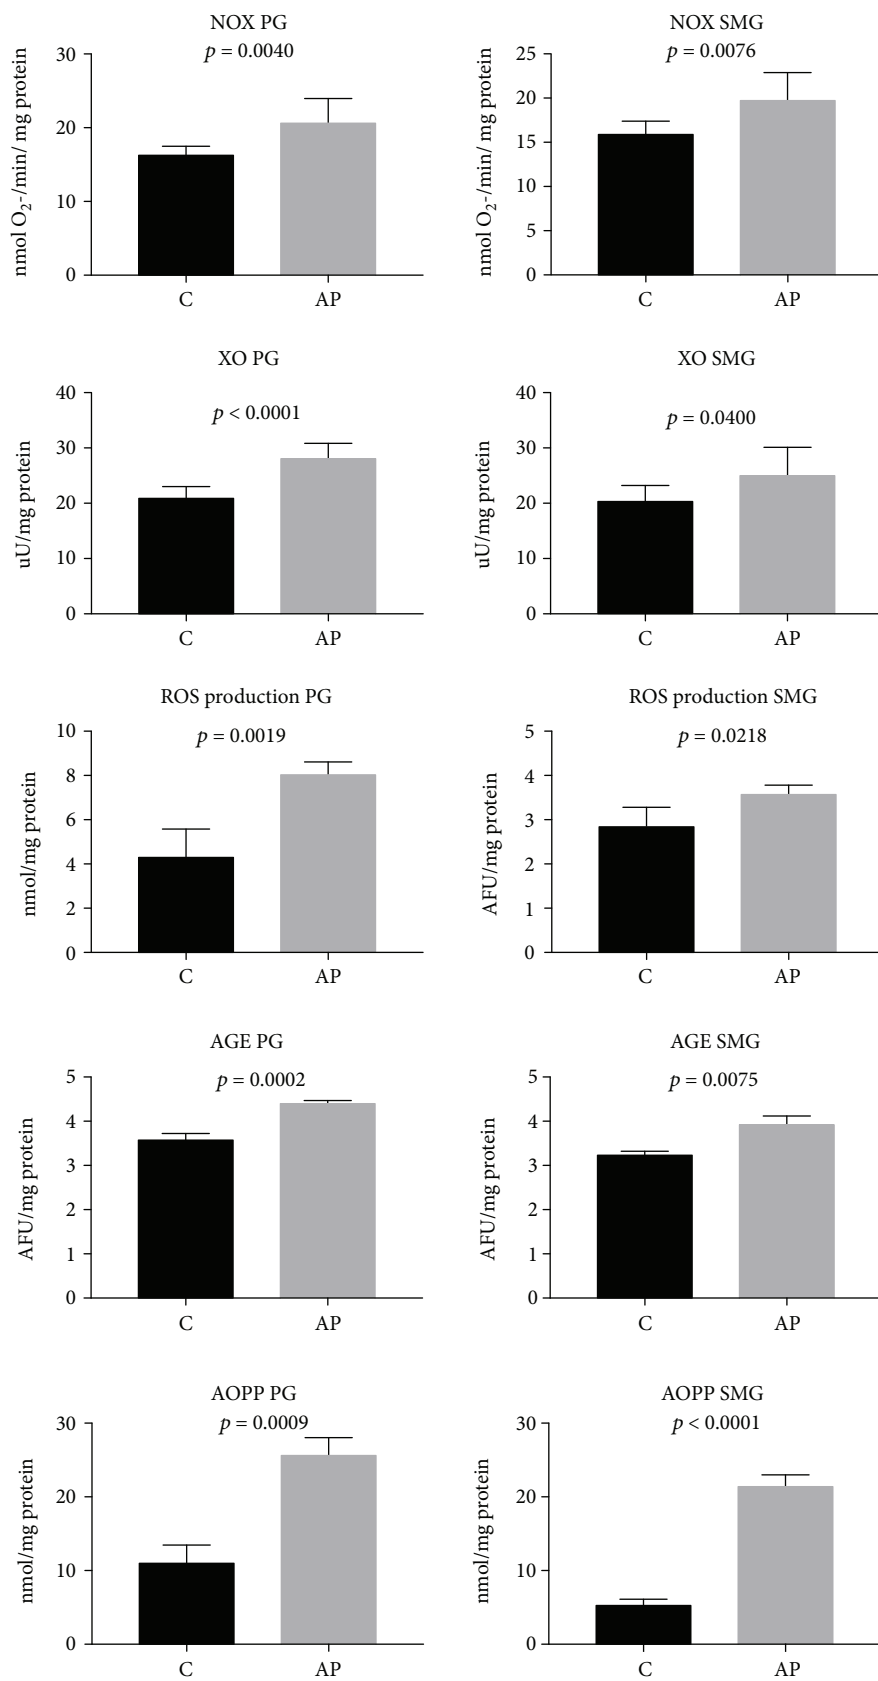 NOX PG
p = 0.0040
nmol O2-/min/ mg protein
30
20
10
0
C AP
NOX SMG
p = 0.0076
nmol O2-/min/ mg protein
25
20
15
10
5
0
C AP
XO PG
p < 0.0001
uU/mg protein
40
30
20
10
0
C AP
XO SMG
p = 0.0400
uU/mg protein
40
30
20
10
0
C AP
ROS production PG
p = 0.0019
nmol/mg protein
10
8
6
4
2
0
C AP
ROS production SMG
p = 0.0218
AFU/mg protein
5
4
3
2
1
0
C AP
AGE PG
p = 0.0002
AFU/mg protein
5
4
3
2
1
0
C AP
AGE SMG
p = 0.0075
AFU/mg protein
5
4
3
2
1
0
C AP
AOPP PG
p = 0.0009
nmol/mg protein
30
20
10
0
C AP
AOPP SMG
p < 0.0001
nmol/mg protein
30
20
10
0
C AP